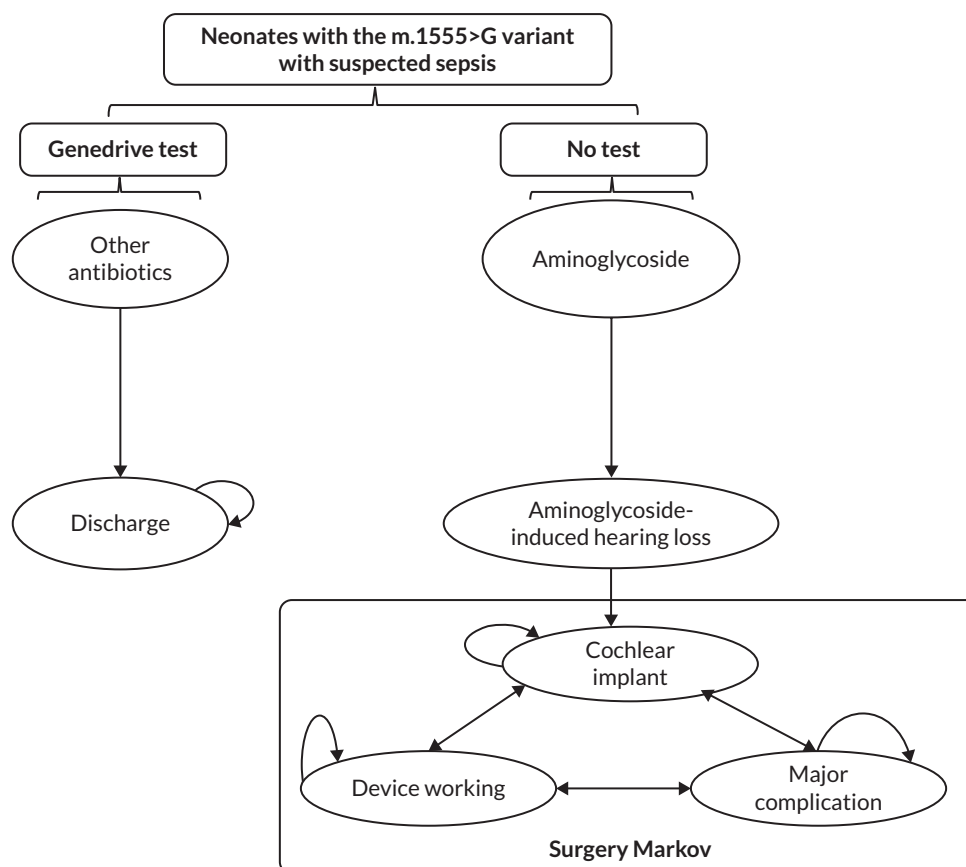 Neonates with the m.1555>G variant
with suspected sepsis
Genedrive test
No test
Other
antibiotics
Aminoglycoside
Discharge
Aminoglycoside-
induced hearing loss
Cochlear
implant
Device working
Major
complication
Surgery Markov